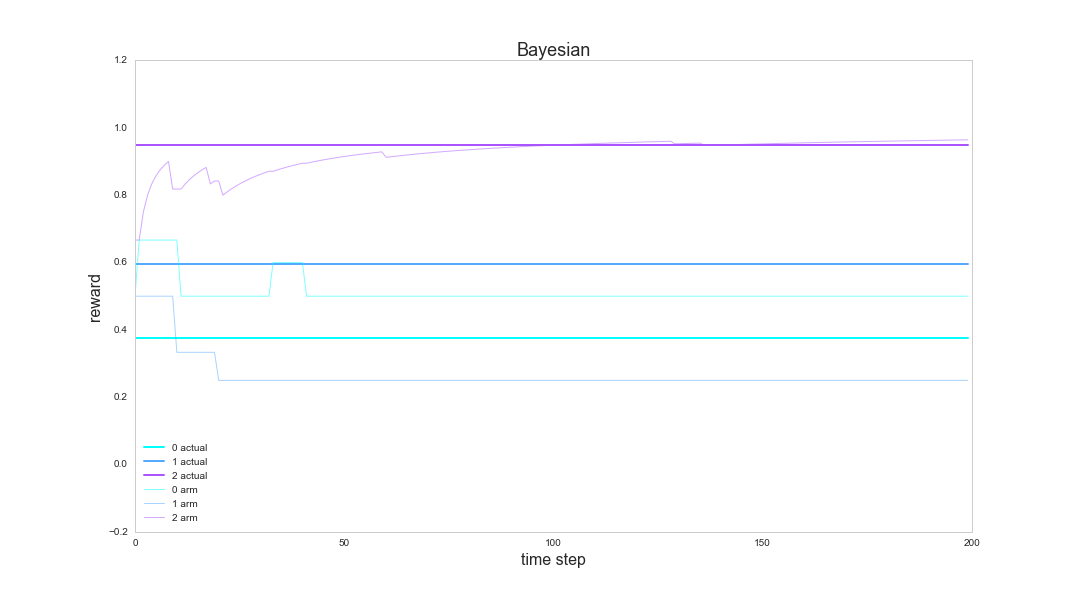 Bayesian
1.2
1.0
0.8
0.6
0.4
0.2
0.0
−0.2
reward
0 actual
1 actual
2 actual
0 arm
1 arm
2 arm
0 50 100 150 200
time step